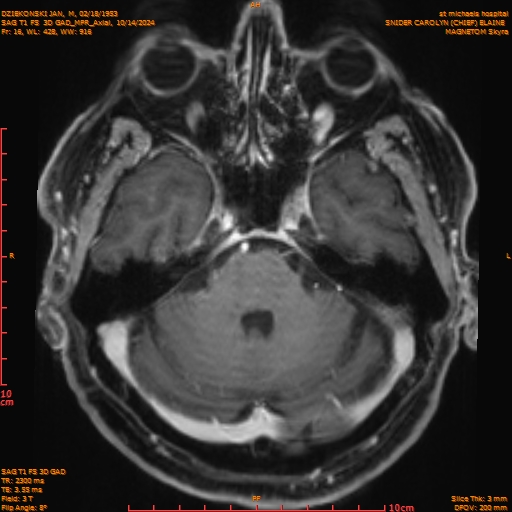 AH
DZIEKONSKI JAN, M, 02/18/1953
SAG T1 FS 3D GAD_MPR_Axial, 10/14/2024
Fr: 16, WL: 428, WW: 916
st michaels hospital
SNIDER CAROLYN (CHIEF) ELAINE
MAGNETOM Skyra
R
L
10
cm
SAG T1 FS 3D GAD
TR: 2300 ms
TE: 3.55 ms
Field: 3 T
Flip Angle: 8°
Slice Thk: 3 mm
DFOV: 200 mm
10cm